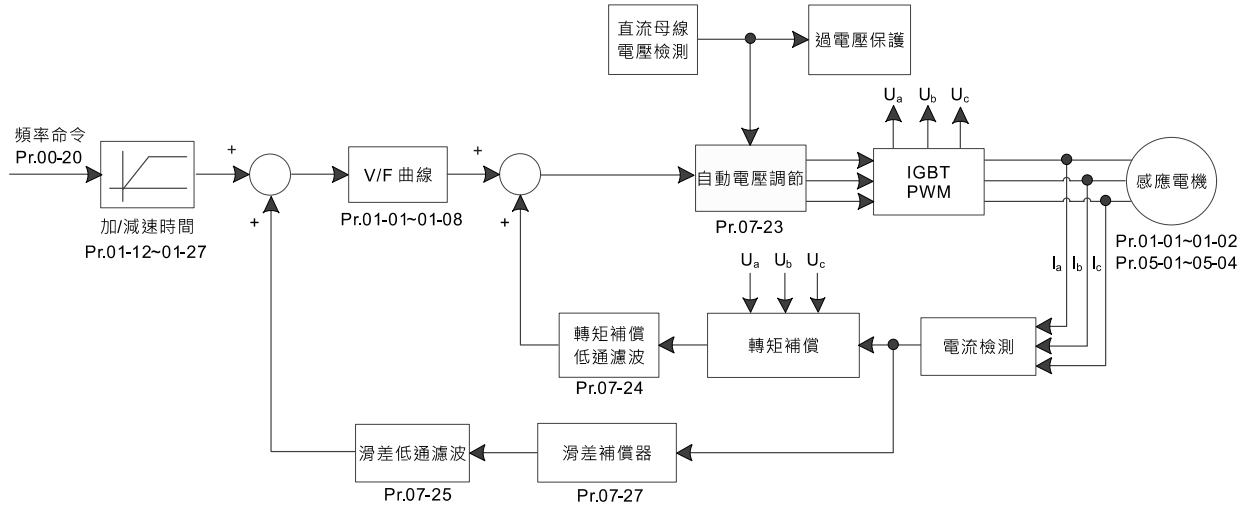 直流母線
電壓檢測
過電壓保護
Ua
Ub
Uc
頻率命令
Pr.00-20
+
+
V/F 曲線
Pr.01-01~01-08
+
+
加/減速時間
Pr.01-12~01-27
自動電壓調節
Pr.07-23
IGBT
PWM
感應電機
Pr.01-01~01-02
Pr.05-01~05-04
Ia
Ib
Ic
Ua
Ub
Uc
轉矩補償
低通濾波
Pr.07-24
轉矩補償
電流檢測
滑差低通濾波
Pr.07-25
滑差補償器
Pr.07-27